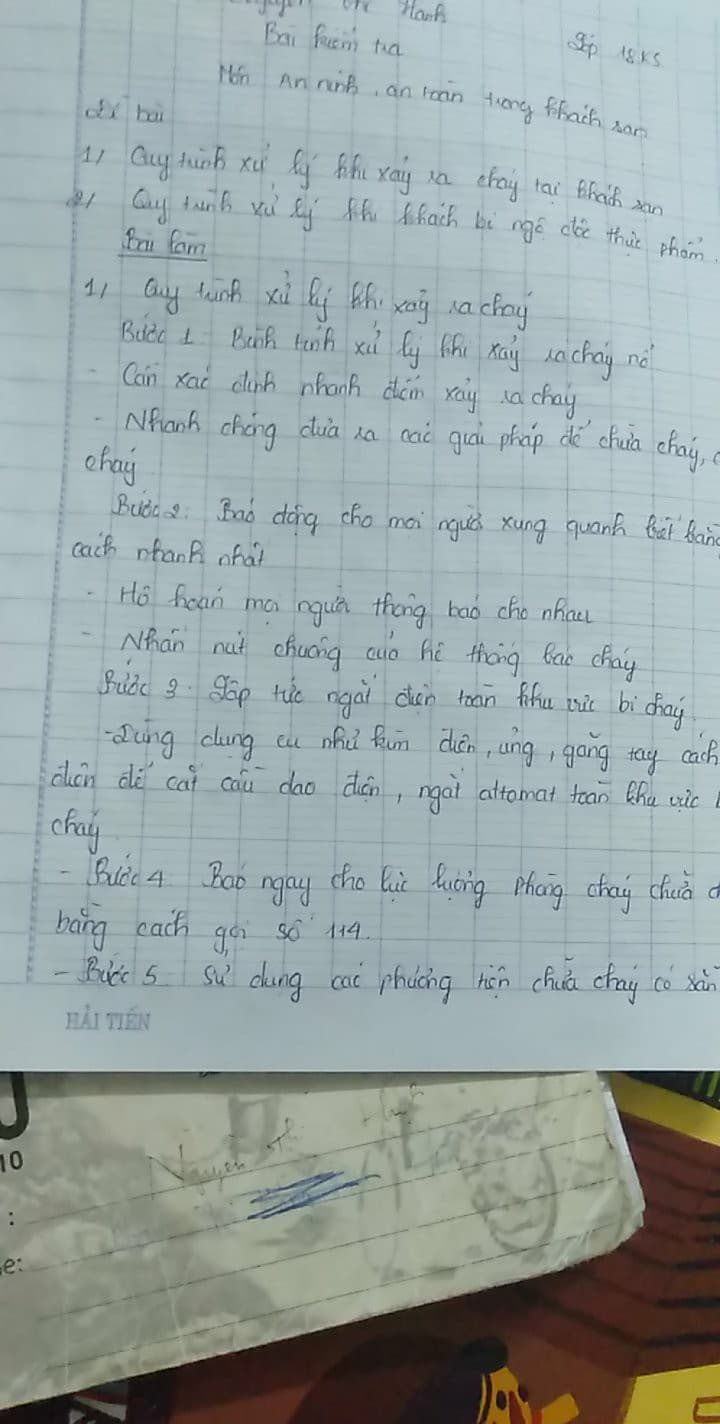 Hanh
Bài kiểm tra Lớp 18KS
Môn An ninh, an toàn trong khách sạn
Đề bài
1/ Quy trình xử lý khi xảy ra cháy tại khách sạn
2/ Quy trình xử lý khi khách bị ngộ độc thực phẩm.
Bài làm
1/ Quy trình xử lý khi xảy ra cháy
Bước 1 Bình tĩnh xử lý khi xảy ra cháy nổ
- Cần xác định nhanh điểm xảy ra cháy
- Nhanh chóng đưa ra các giải pháp để chữa cháy,
cháy
Bước 2: Báo động cho mọi người xung quanh biết bằng
cách nhanh nhất
- Hô hoán mọi người thông báo cho nhau
- Nhấn nút chuông của hệ thống báo cháy
Bước 3. Lập tức ngắt điện toàn khu vực bị cháy.
- Dùng dụng cụ như kìm điện, ủng, găng tay cách
điện để cắt cầu dao điện, ngắt attomat toàn khu vực
cháy
- Bước 4 Báo ngay cho lực lượng phòng cháy chữa
bằng cách gọi số 114.
- Bước 5 sử dụng các phương tiện chữa cháy có sẵn
HẢI TIẾN
10
:
e:
Nguyễn